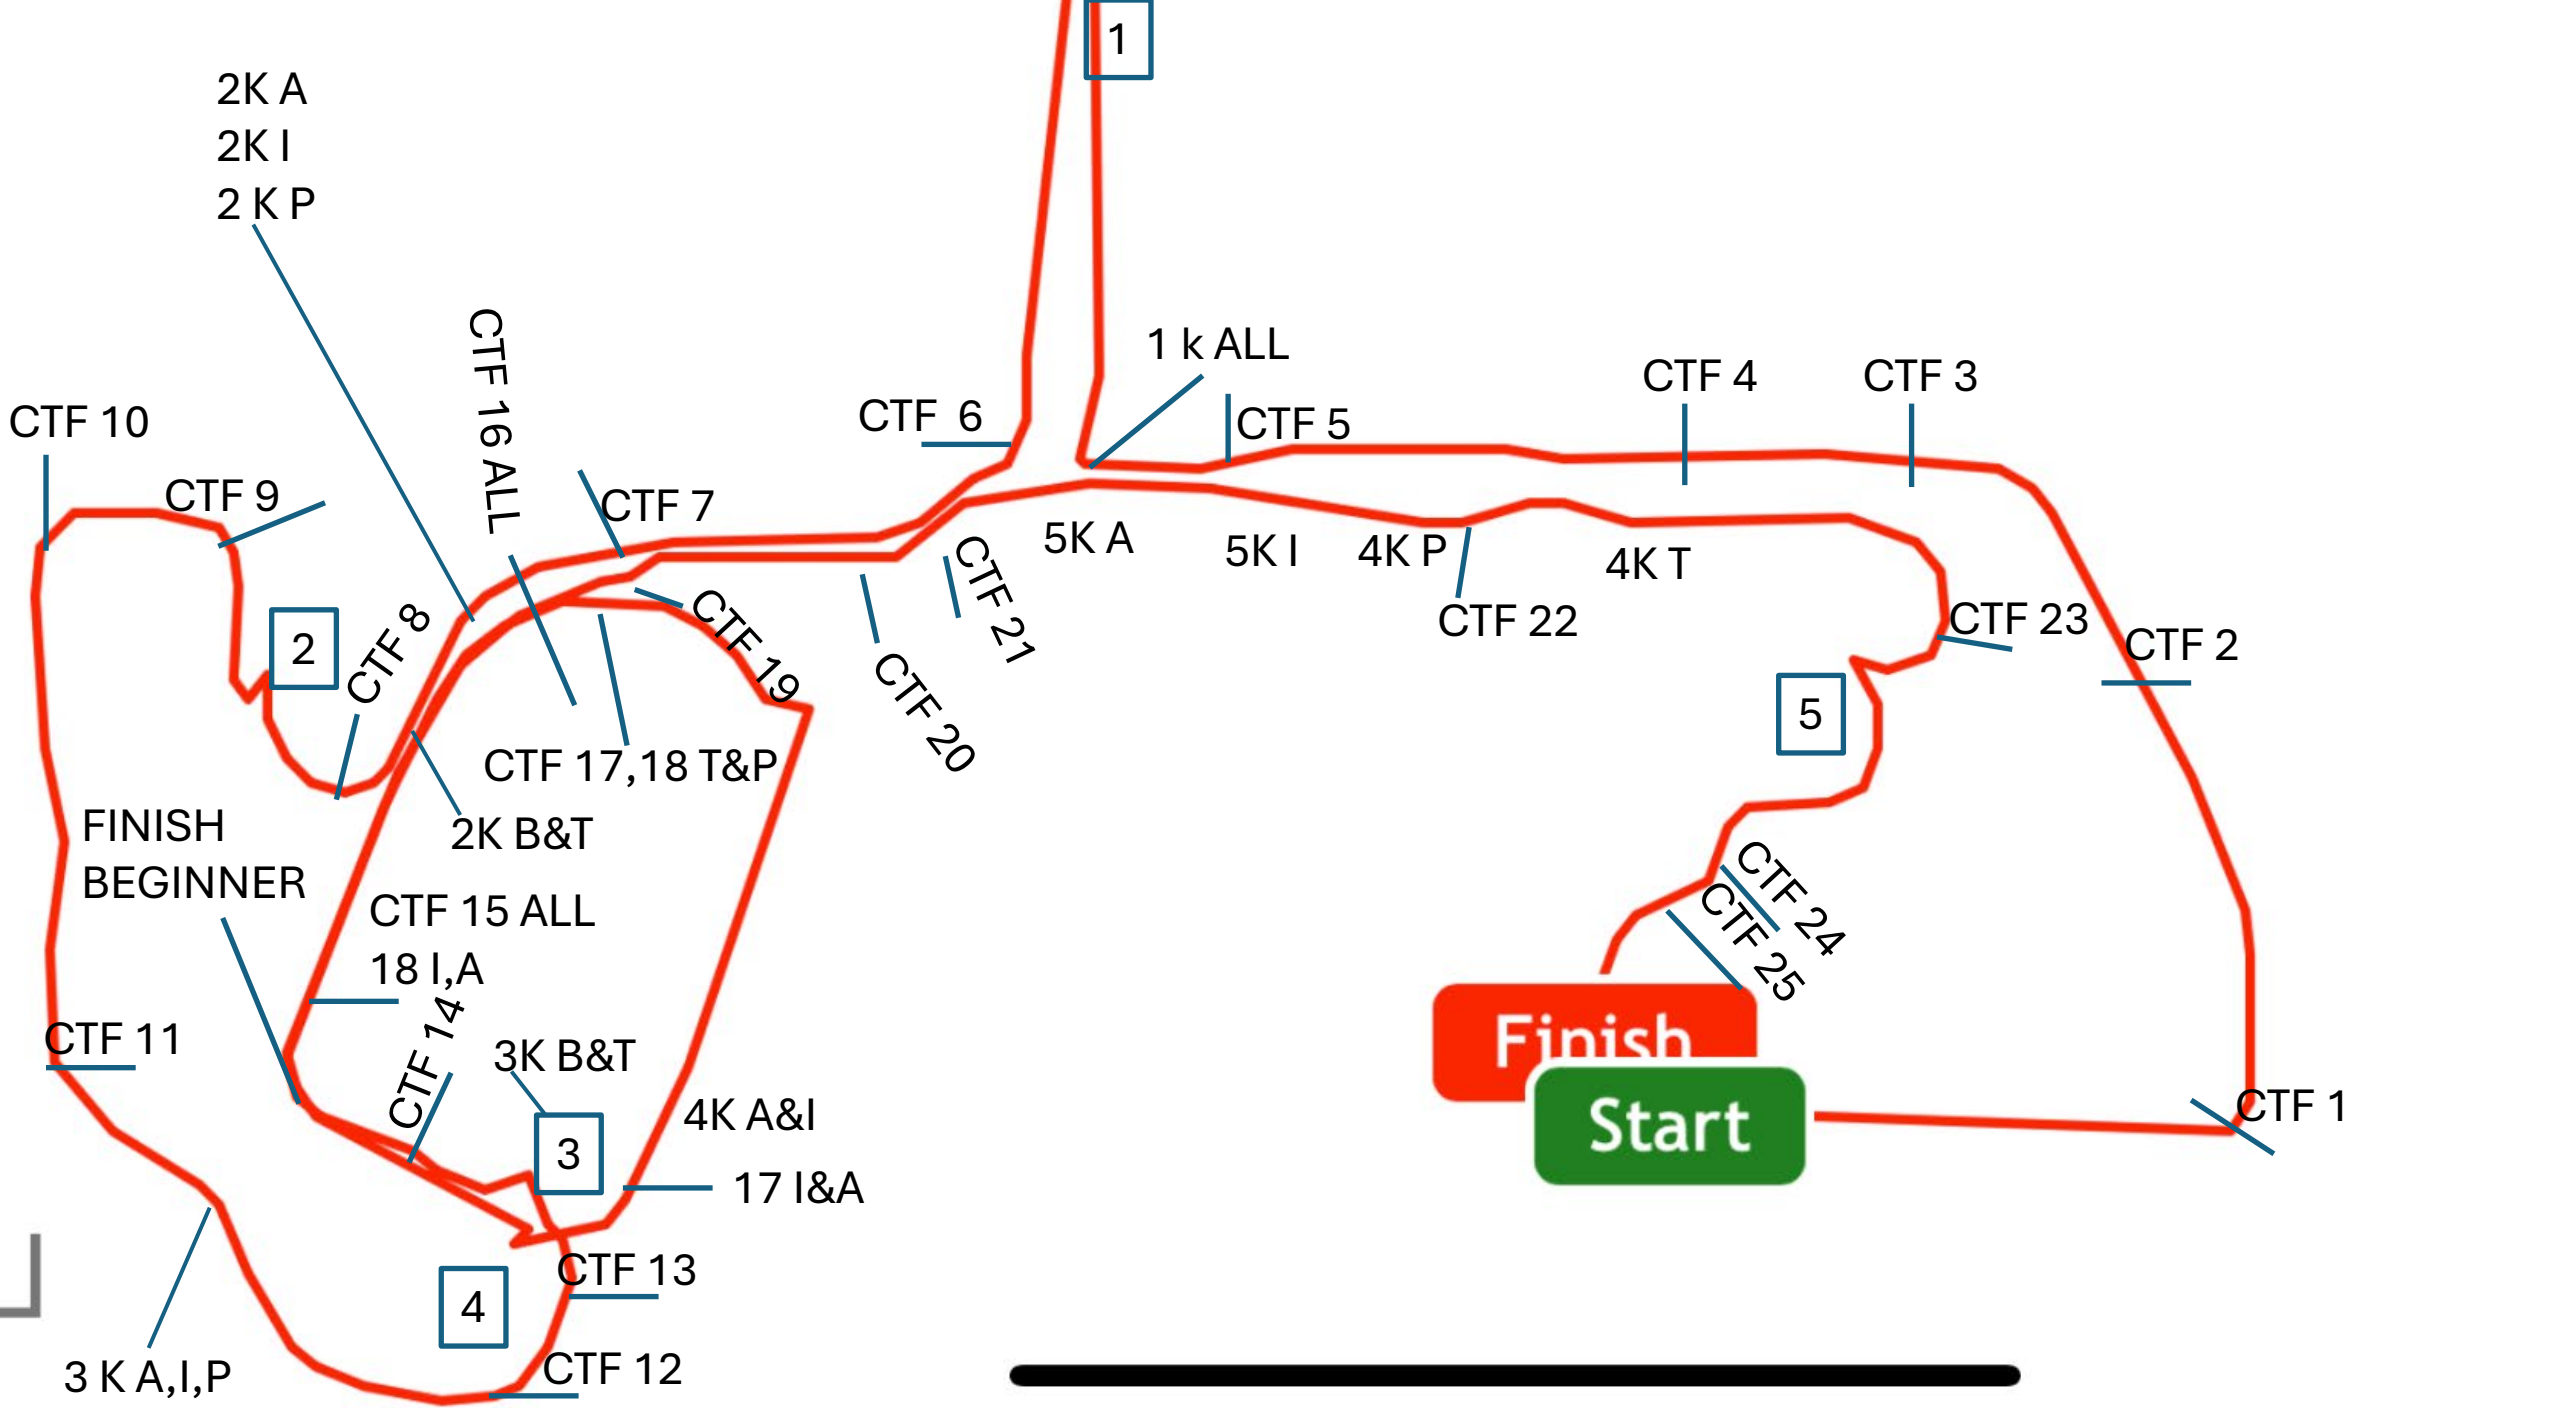 1
2K A
2K I
2 K P
CTF 16 ALL
1 k ALL
CTF 4
CTF 3
CTF 10
CTF 6
CTF 5
CTF 9
CTF 7
5K A
5K I
4K P
4K T
CTF 21
CTF 22
CTF 23
CTF 2
2
CTF 8
CTF 19
CTF 20
5
CTF 17,18 T&P
2K B&T
FINISH
BEGINNER
CTF 15 ALL
18 I,A
CTF 24
CTF 25
CTF 11
CTF 14
3K B&T
Finish
Start
CTF 1
4K A&I
3
17 I&A
CTF 13
4
3 K A,I,P
CTF 12